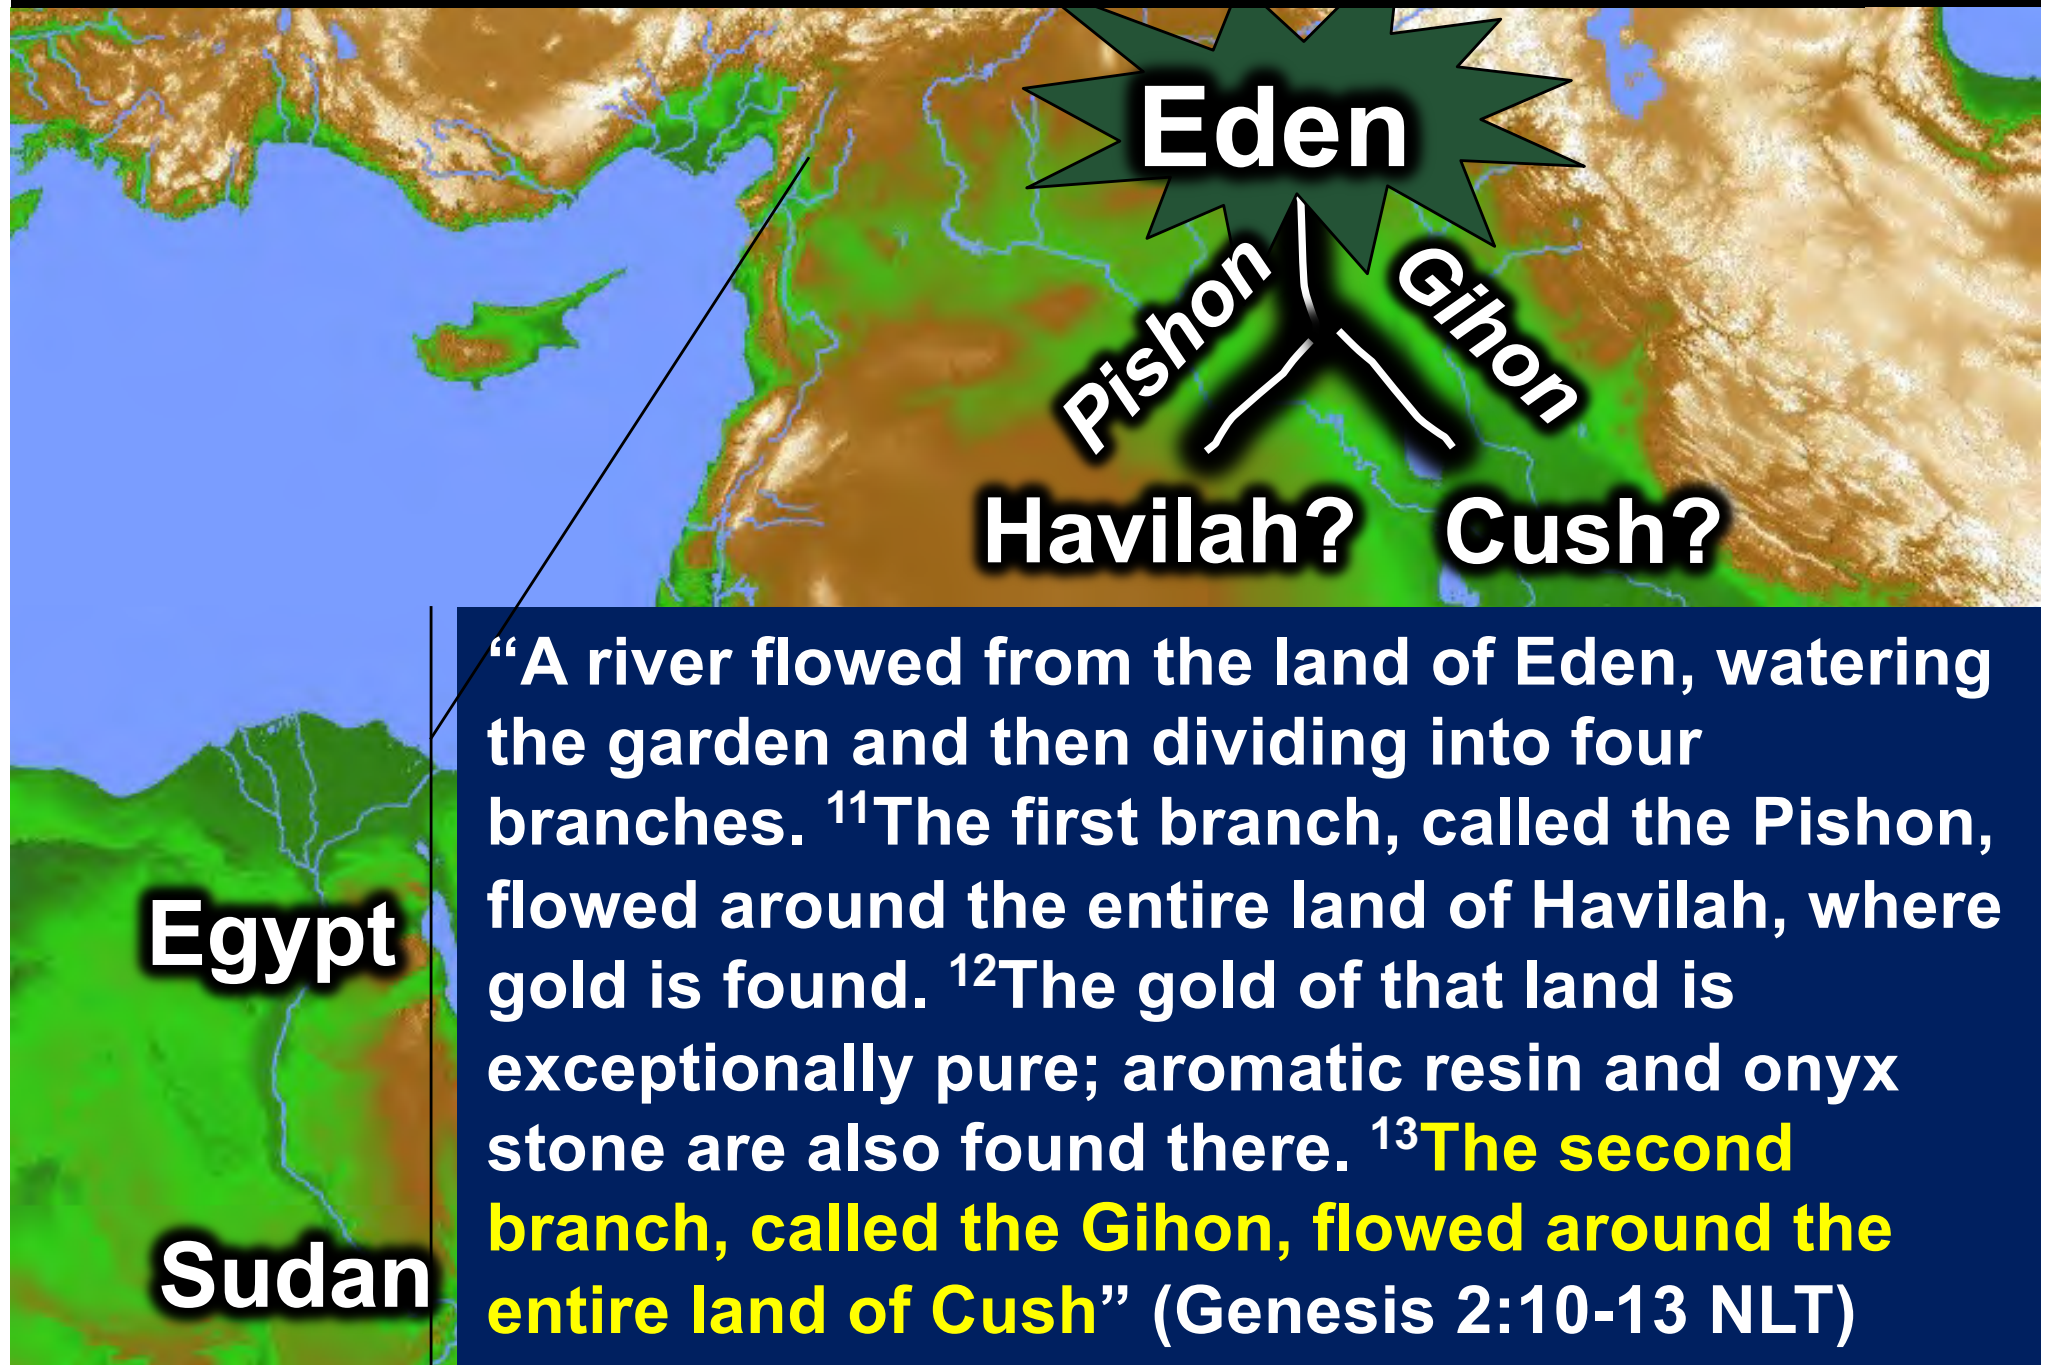 Eden
Pishon
Gihon
Havilah? Cush?
“A river flowed from the land of Eden, watering
the garden and then dividing into four
branches. ¹¹The first branch, called the Pishon,
flowed around the entire land of Havilah, where
gold is found. ¹²The gold of that land is
exceptionally pure; aromatic resin and onyx
stone are also found there. ¹³The second
branch, called the Gihon, flowed around the
entire land of Cush” (Genesis 2:10-13 NLT)
Egypt
Sudan